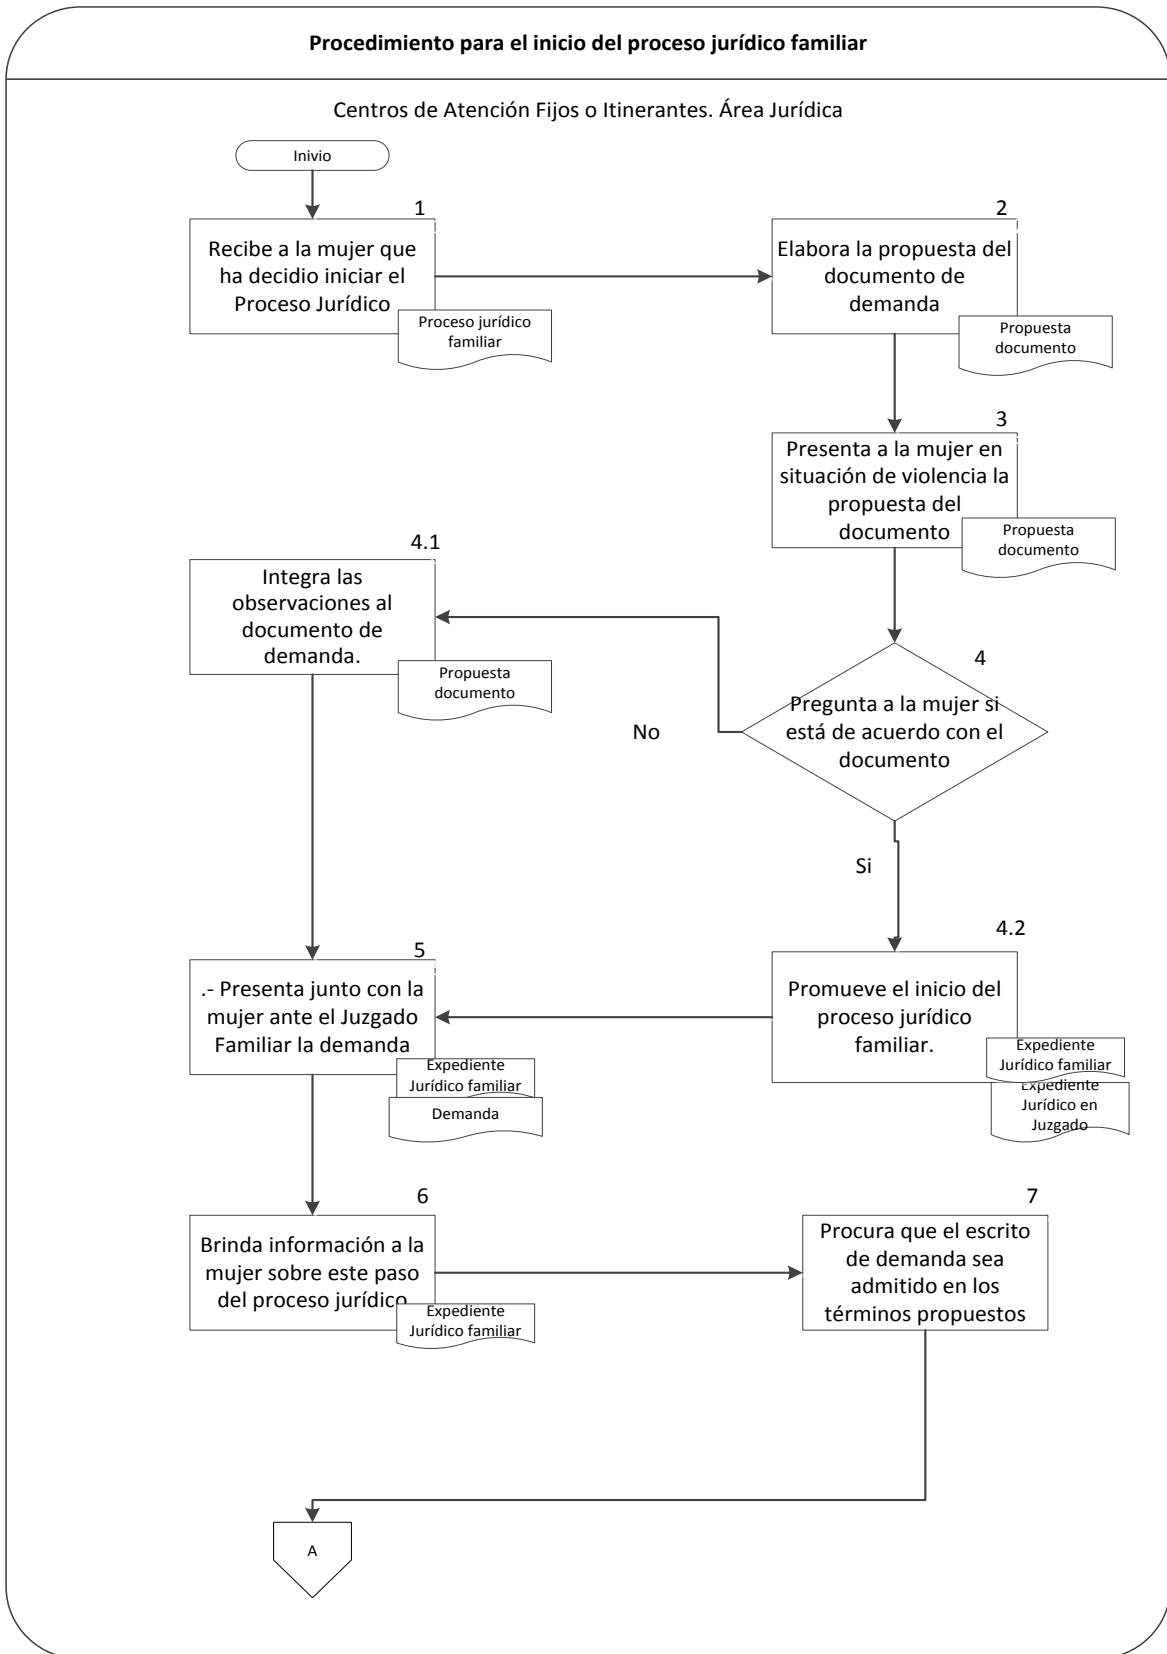 Procedimiento para el inicio del proceso jurídico familiar
Centros de Atención Fijos o Itinerantes. Área Jurídica
Inivio
1
Recibe a la mujer que
ha decidio iniciar el
Proceso Jurídico
Proceso jurídico
familiar
2
Elabora la propuesta del
documento de
demanda
Propuesta
documento
3
Presenta a la mujer en
situación de violencia la
propuesta del
documento
Propuesta
documento
4
Pregunta a la mujer si
está de acuerdo con el
documento
No
4.1
Integra las
observaciones al
documento de
demanda.
Propuesta
documento
Si
4.2
Promueve el inicio del
proceso jurídico
familiar.
Expediente
Jurídico familiar
Expediente
Jurídico en
Juzgado
5
.- Presenta junto con la
mujer ante el Juzgado
Familiar la demanda
Expediente
Jurídico familiar
Demanda
6
Brinda información a la
mujer sobre este paso
del proceso jurídico
Expediente
Jurídico familiar
7
Procura que el escrito
de demanda sea
admitido en los
términos propuestos
A